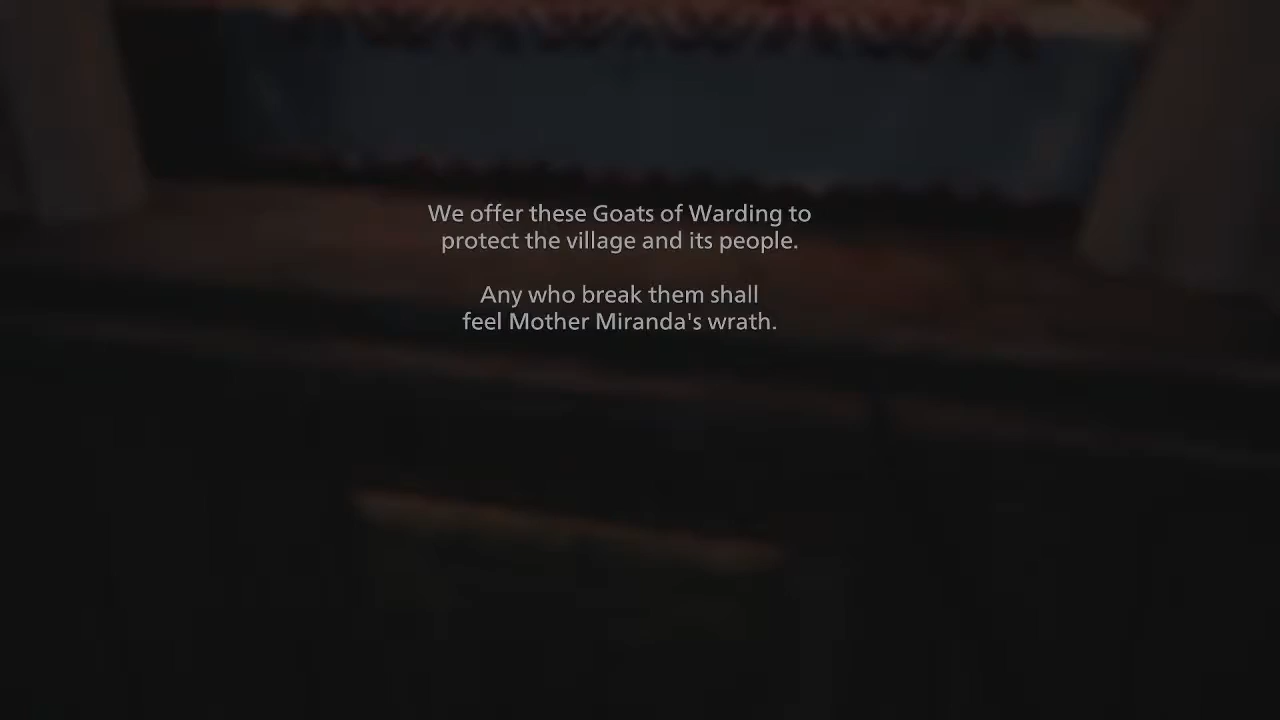 We offer these Goats of Warding to
protect the village and its people.
Any who break them shall
feel Mother Miranda's wrath.